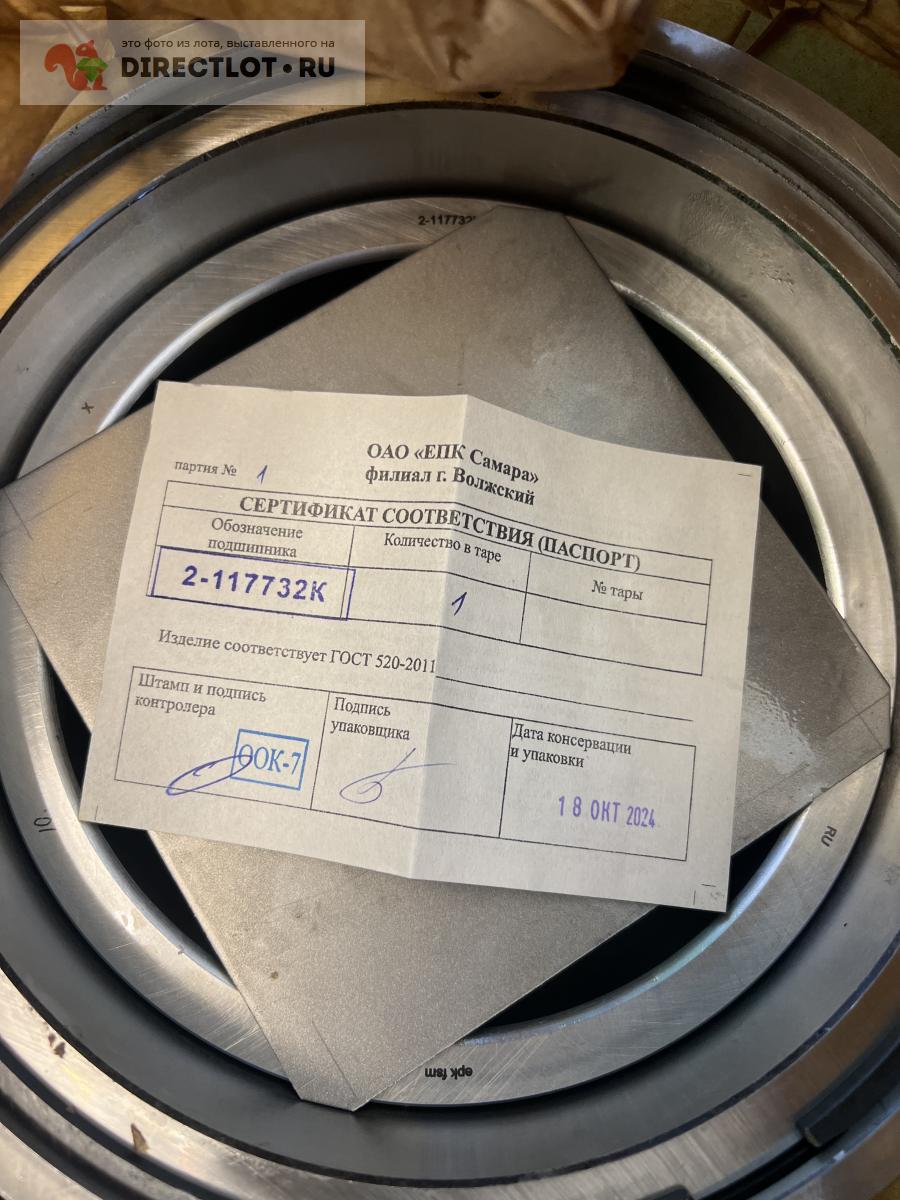 это фото из лота, выставленного на
DIRECTLOT•RU
2-11773
ОАО «ЕПК Самара»
филиал г. Волжский
партия № 1
СЕРТИФИКАТ СООТВЕТСТВИЯ (ПАСПОРТ)
Обозначение
подшипника
Количество в таре
№ тары
2-117732К
1
Изделие соответствует ГОСТ 520-2011
Штамп и подпись
контролера
Подпись
упаковщика
Дата консервации
и упаковки
ООК-7
18 ОКТ 2024
10
RU
epk fsm